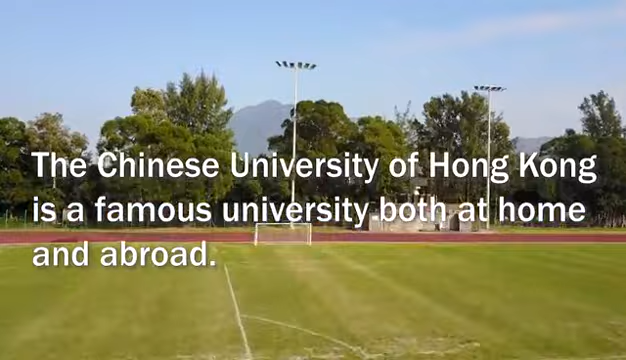 The Chinese University of Hong Kong
is a famous university both at home
and abroad.